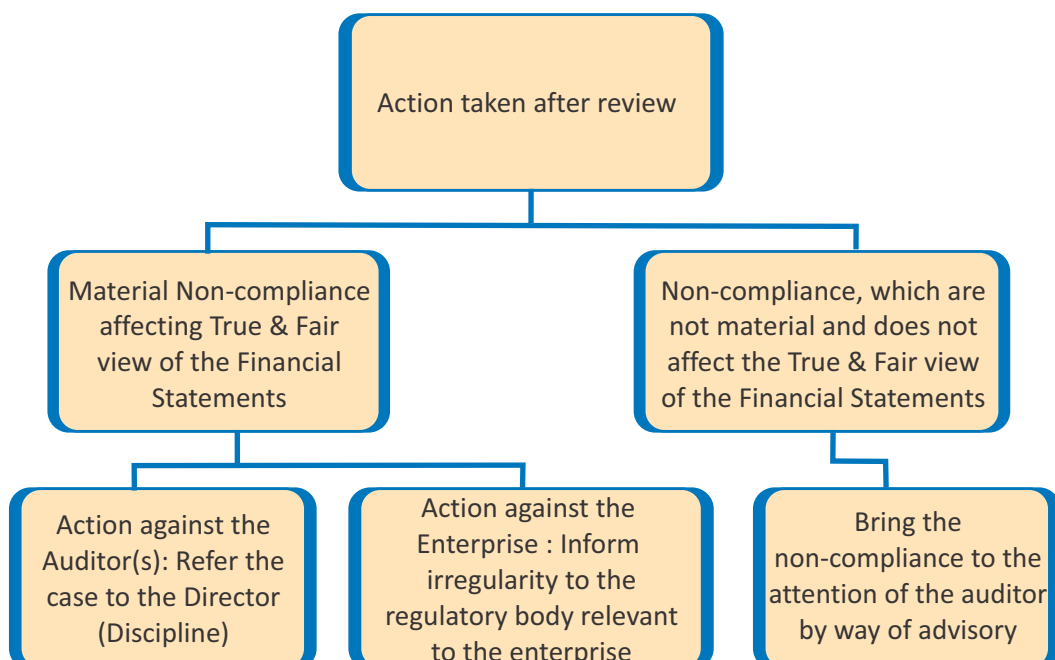 Action taken after review
Material Non-compliance
affecting True & Fair
view of the Financial
Statements
Non-compliance, which are
not material and does not
affect the True & Fair view
of the Financial Statements
Action against the
Auditor(s): Refer the
case to the Director
(Discipline)
Action against the
Enterprise : Inform
irregularity to the
regulatory body relevant
to the enterprise
Bring the
non-compliance to the
attention of the auditor
by way of advisory